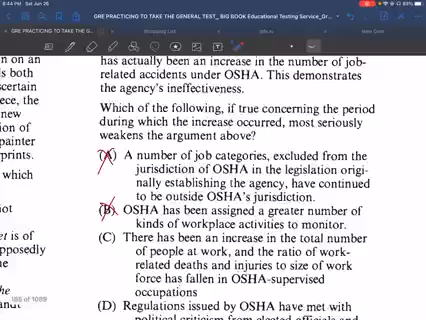 8:44 PM Sat Jun 26
GRE PRACTICING TO TAKE THE GENERAL TEST_ BIG BOOK Educational Testing Service_Gr...
GRE PRACTICING TO TAKE THE G...
Shopping List
has actually been an increase in the number of job-
related accidents under OSHA. This demonstrates
the agency's ineffectiveness.
Which of the following, if true concerning the period
during which the increase occurred, most seriously
weakens the argument above?
(A) A number of job categories, excluded from the
jurisdiction of OSHA in the legislation origi-
nally establishing the agency, have continued
to be outside OSHA's jurisdiction.
(B) OSHA has been assigned a greater number of
kinds of workplace activities to monitor.
(C) There has been an increase in the total number
of people at work, and the ratio of work-
related deaths and injuries to size of work
force has fallen in OSHA-supervised
occupations
(D) Regulations issued by OSHA have met with
political criticism from elected officials and
on an
ds both
scertain
ece, the
new
ion of
painter
prints.
which
iot
et is of
pposedly
ne
he
186 of 1089